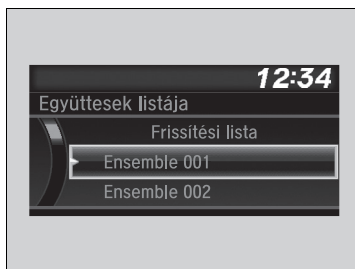 12:34
Együttesek listája
Frissítési lista
Ensemble 001
Ensemble 002